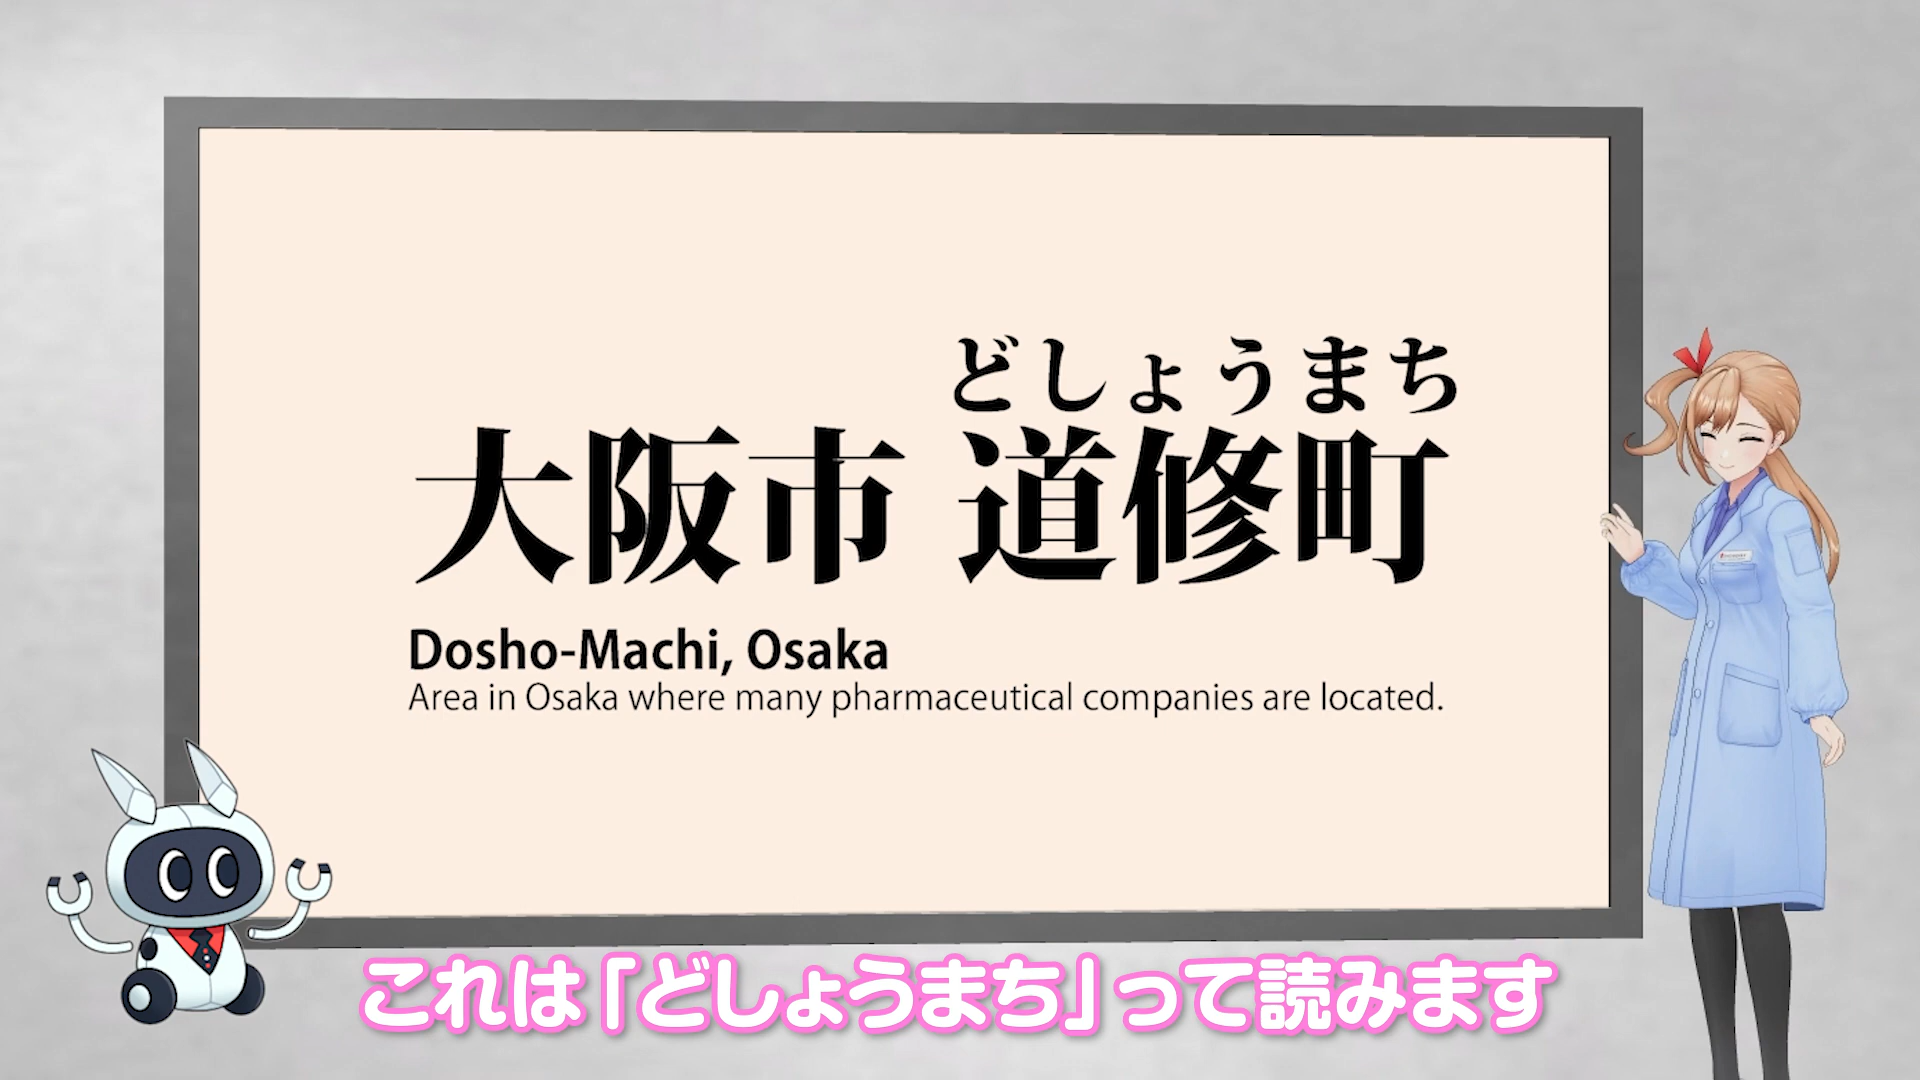 どしょうまち
大阪市 道修町
Dosho-Machi, Osaka
Area in Osaka where many pharmaceutical companies are located.
これは「どしょうまち」って読みます